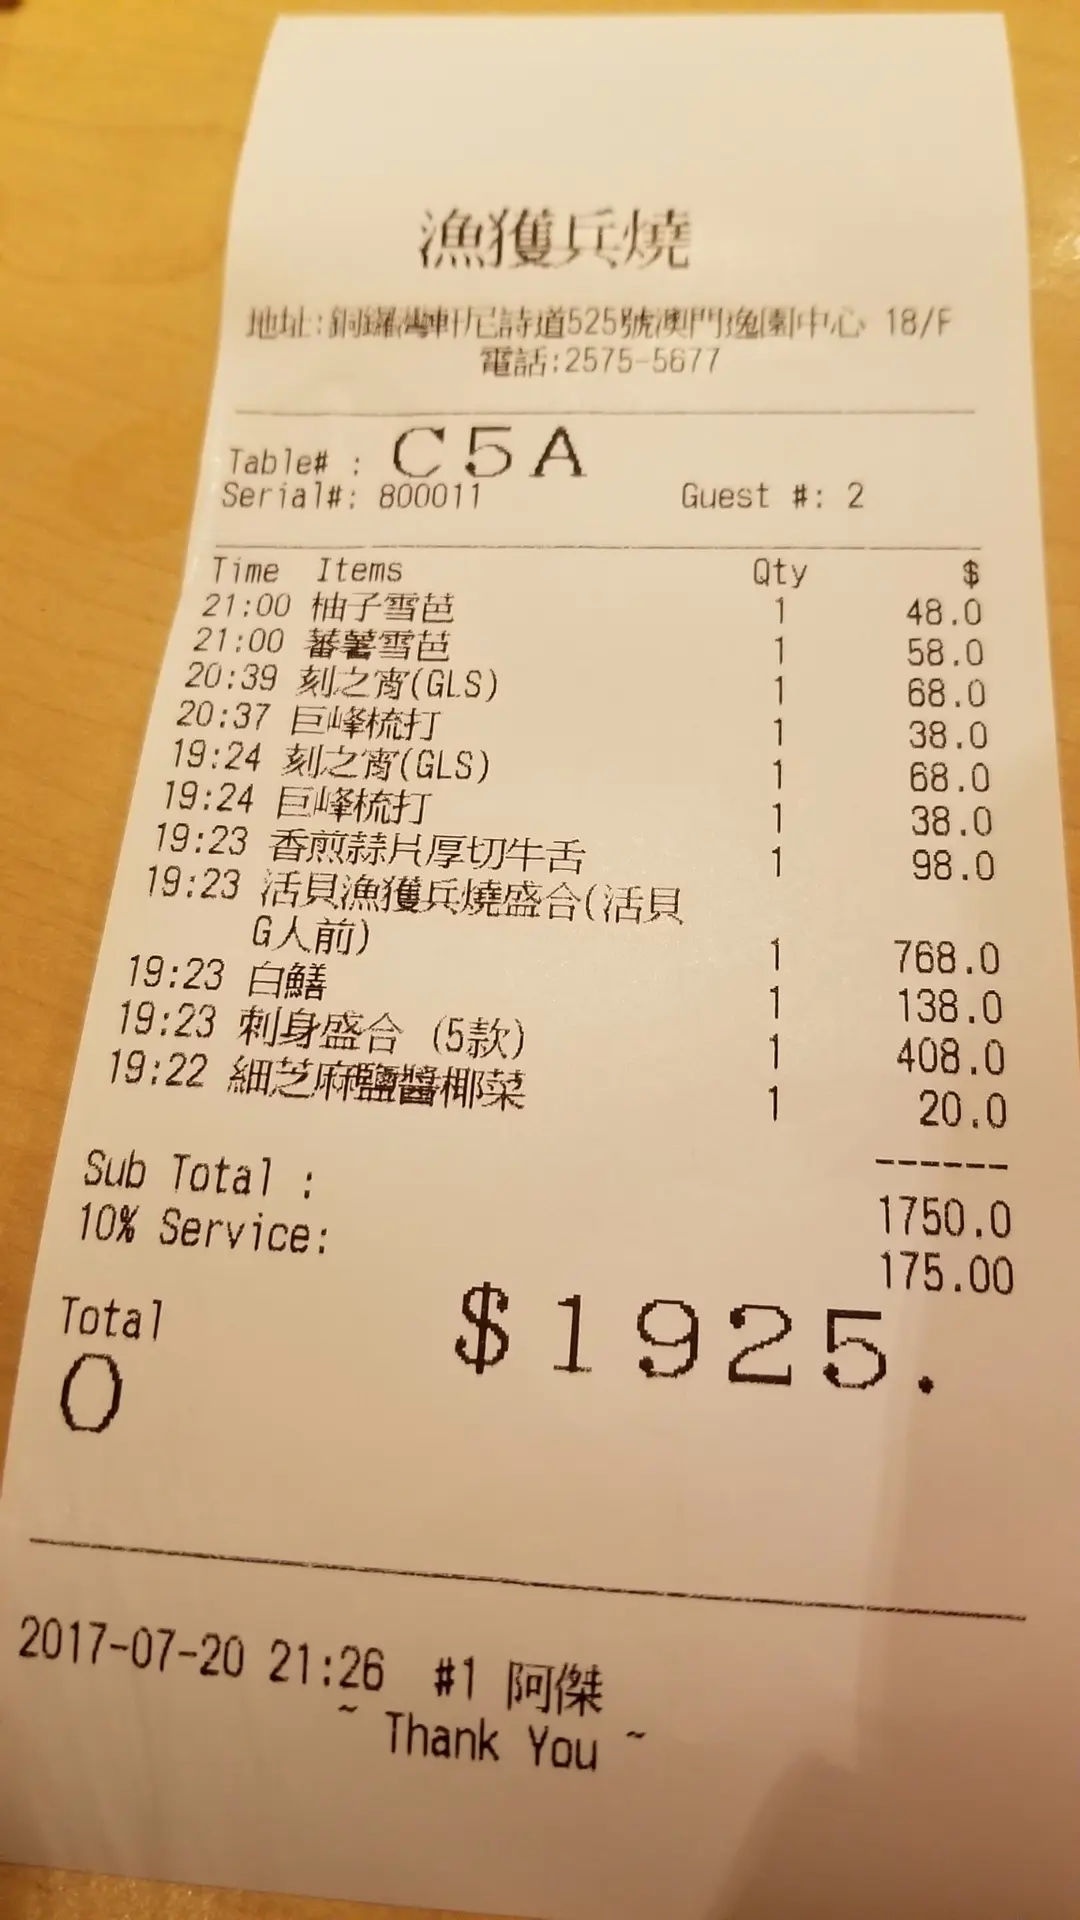 漁獲兵燒
地址:銅鑼灣軒尼詩道525號澳門逸園中心 18/F
電話:2575-5677
Table# : C5A
Serial#: 800011 Guest #: 2
Time Items Qty $
21:00 柚子雪芭 1 48.0
21:00 蕃薯雪芭 1 58.0
20:39 刻之宵(GLS) 1 68.0
20:37 巨峰梳打 1 38.0
19:24 刻之宵(GLS) 1 68.0
19:24 巨峰梳打 1 38.0
19:23 香煎蒜片厚切牛舌 1 98.0
19:23 活貝漁獲兵燒盛合(活貝
G人前) 1 768.0
19:23 白鱔 1 138.0
19:23 刺身盛合 (5款) 1 408.0
19:22 細芝麻鹽醬椰菜 1 20.0
------
Sub Total : 1750.0
10% Service: 175.00
Total $1925.
0
2017-07-20 21:26 #1 阿傑
~ Thank You ~